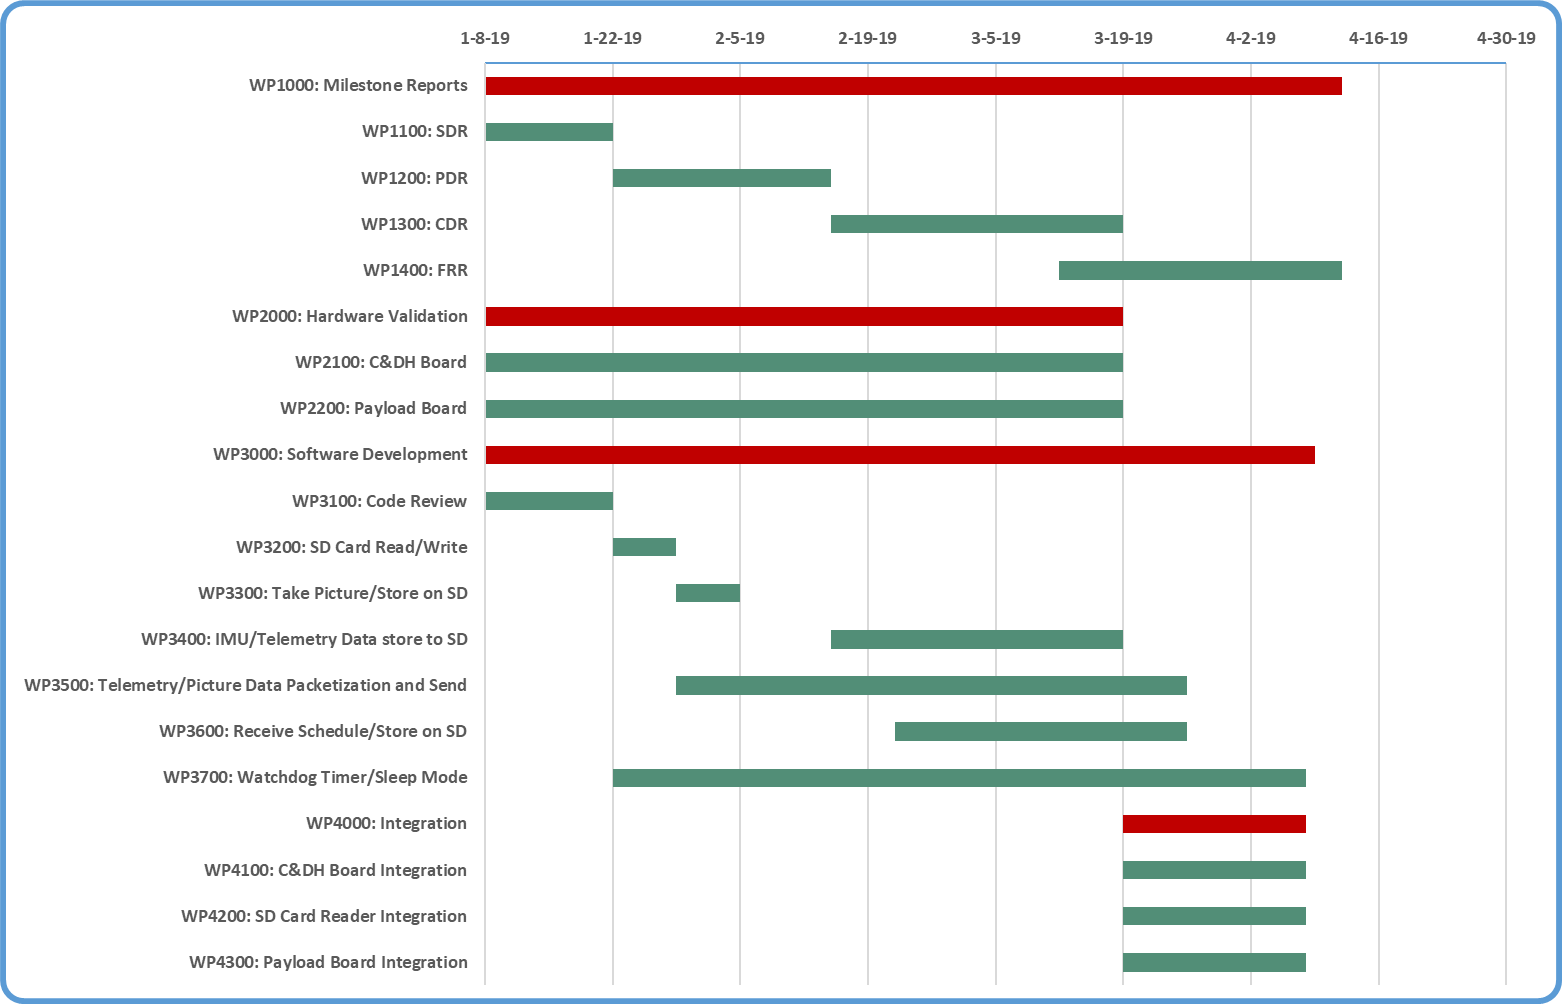 1-8-19 1-22-19 2-5-19 2-19-19 3-5-19 3-19-19 4-2-19 4-16-19 4-30-19
WP1000: Milestone Reports
WP1100: SDR
WP1200: PDR
WP1300: CDR
WP1400: FRR
WP2000: Hardware Validation
WP2100: C&DH Board
WP2200: Payload Board
WP3000: Software Development
WP3100: Code Review
WP3200: SD Card Read/Write
WP3300: Take Picture/Store on SD
WP3400: IMU/Telemetry Data store to SD
WP3500: Telemetry/Picture Data Packetization and Send
WP3600: Receive Schedule/Store on SD
WP3700: Watchdog Timer/Sleep Mode
WP4000: Integration
WP4100: C&DH Board Integration
WP4200: SD Card Reader Integration
WP4300: Payload Board Integration